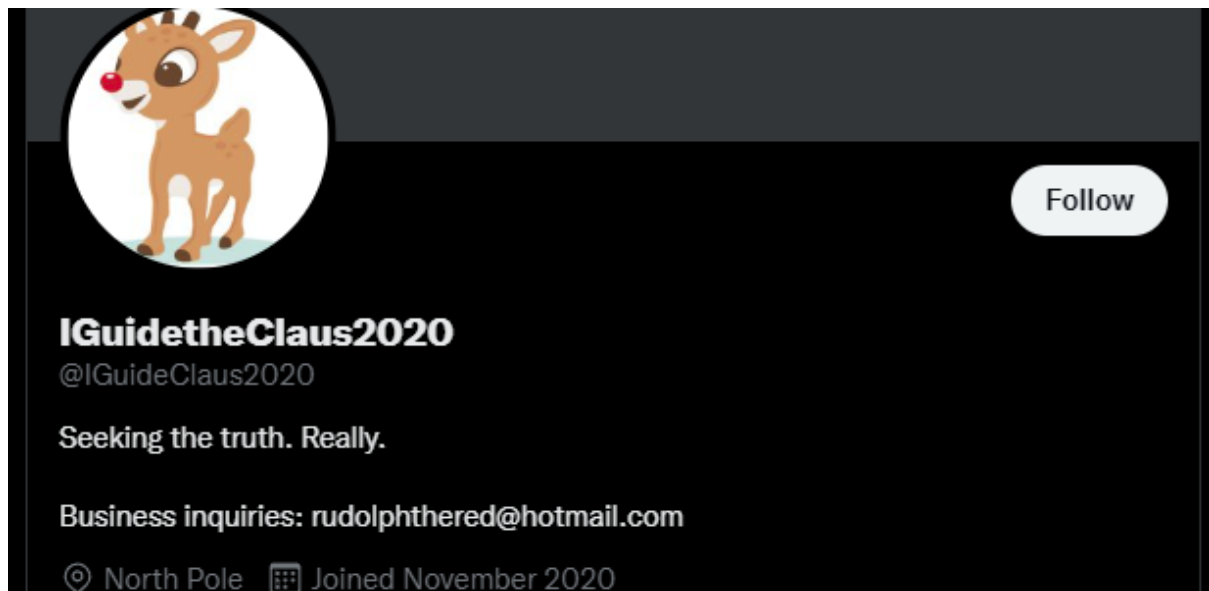 Follow
IGuidetheClaus2020
@IGuideClaus2020
Seeking the truth. Really.
Business inquiries: rudolphthered@hotmail.com
North Pole Joined November 2020